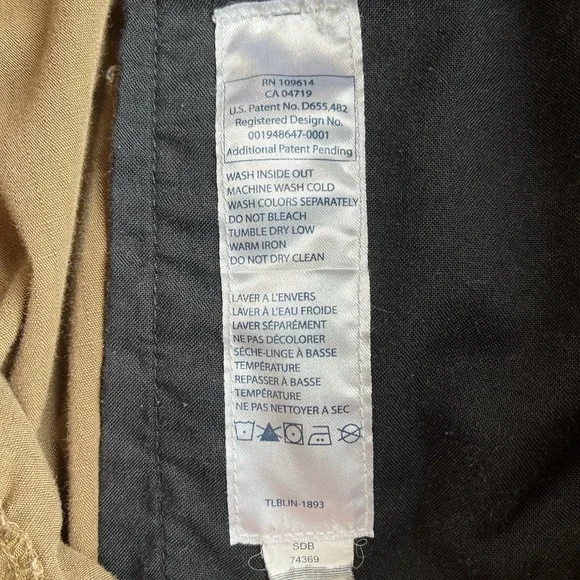 RN 109614
CA 04719
U.S. Patent No. D655,482
Registered Design No.
001948647-0001
Additional Patent Pending
WASH INSIDE OUT
MACHINE WASH COLD
WASH COLORS SEPARATELY
DO NOT BLEACH
TUMBLE DRY LOW
WARM IRON
DO NOT DRY CLEAN
LAVER A L'ENVERS
LAVER À L'EAU FROIDE
LAVER SÉPARÉMENT
NE PAS DÉCOLORER
SÈCHE-LINGE À BASSE
TEMPÉRATURE
REPASSER À BASSE
TEMPÉRATURE
NE PAS NETTOYER À SEC
TLBLIN-1893
SDB
74369